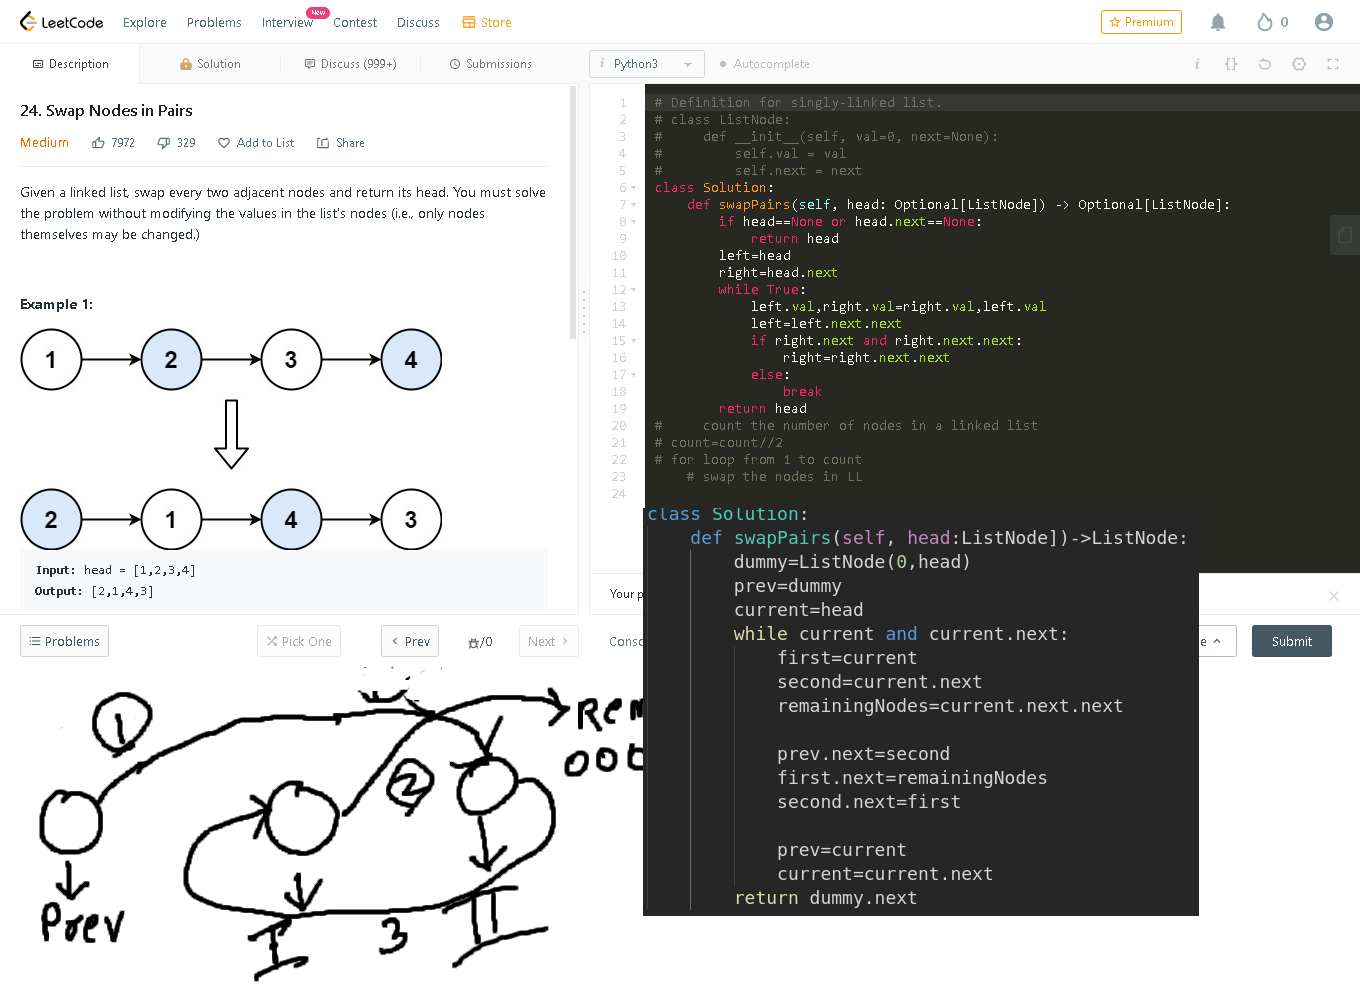 LeetCode Explore Problems Interview New Contest Discuss Store Premium 0
Description Solution Discuss (999+) Submissions i Python3 Autocomplete i {}
24. Swap Nodes in Pairs
Medium 7972 329 Add to List Share
Given a linked list, swap every two adjacent nodes and return its head. You must solve
the problem without modifying the values in the list's nodes (i.e., only nodes
themselves may be changed.)
Example 1:
1 2 3 4
2 1 4 3
Input: head = [1,2,3,4]
Output: [2,1,4,3]
Problems Pick One Prev /0 Next
1 # Definition for singly-linked list.
2 # class ListNode:
3 #     def __init__(self, val=0, next=None):
4 #         self.val = val
5 #         self.next = next
6 class Solution:
7     def swapPairs(self, head: Optional[ListNode]) -> Optional[ListNode]:
8         if head==None or head.next==None:
9             return head
10         left=head
11         right=head.next
12         while True:
13             left.val,right.val=right.val,left.val
14             left=left.next.next
15             if right.next and right.next.next:
16                 right=right.next.next
17             else:
18                 break
19         return head
20 #     count the number of nodes in a linked list
21 # count=count//2
22 # for loop from 1 to count
23     # swap the nodes in LL
24
Your
Submit
class Solution:
    def swapPairs(self, head:ListNode])->ListNode:
        dummy=ListNode(0,head)
        prev=dummy
        current=head
        while current and current.next:
            first=current
            second=current.next
            remainingNodes=current.next.next
            prev.next=second
            first.next=remainingNodes
            second.next=first
            prev=current
            current=current.next
        return dummy.next
1
2
Prev
I
3
II